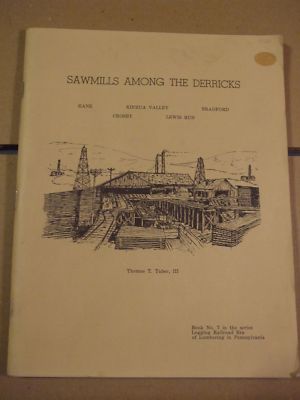 SAWMILLS AMONG THE DERRICKS
KANE KINZUA VALLEY BRADFORD
CROSBY LEWIS RUN
Thomas T. Taber, III
Book No. 7 in the series
Logging Railroad Era
of Lumbering in Pennsylvania